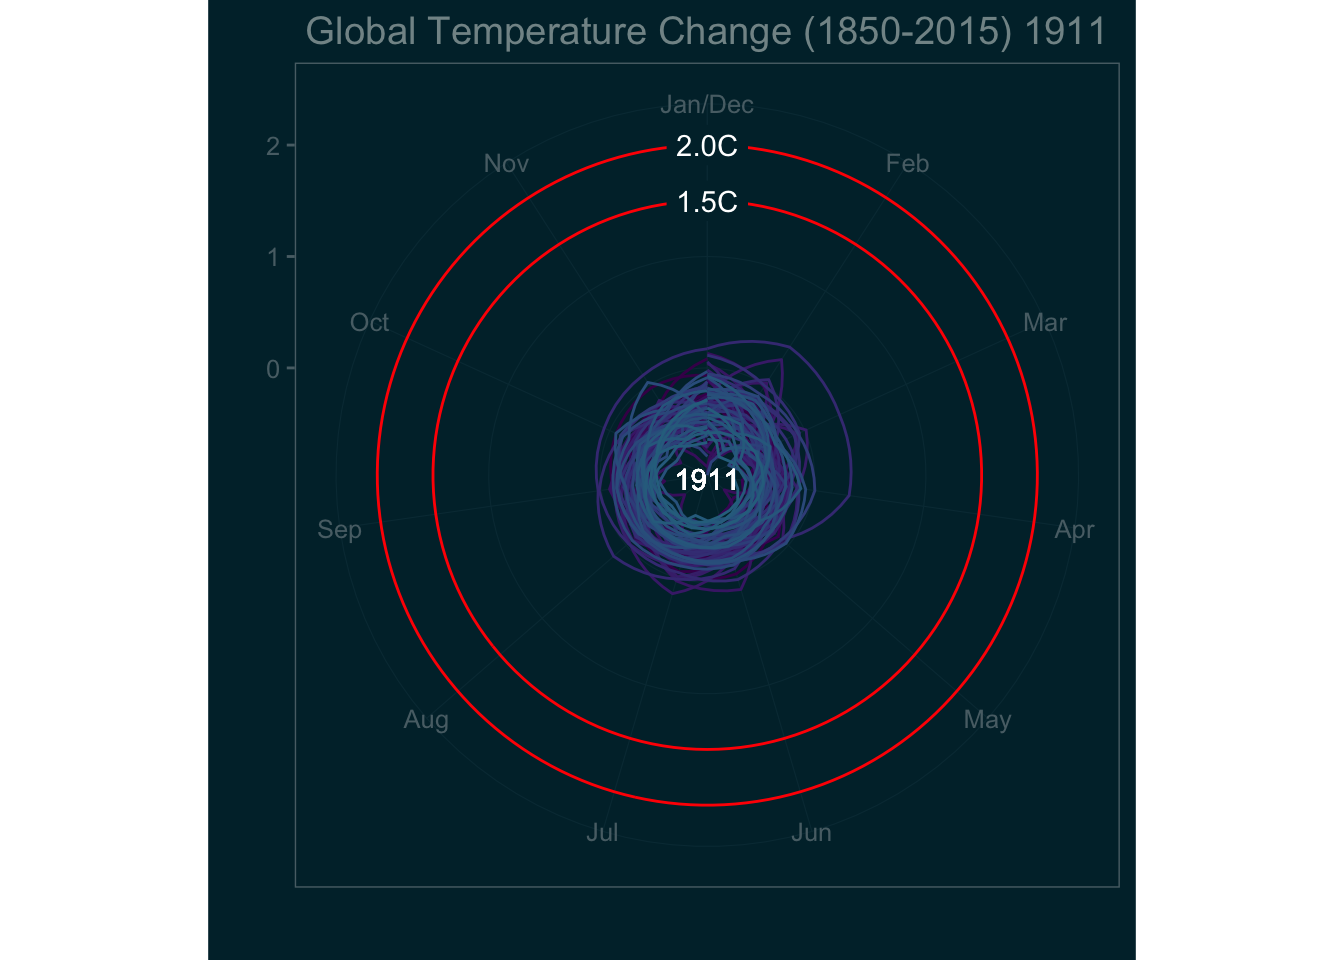 Global Temperature Change (1850-2015) 1911
Jan/Dec
2.0C
2
Nov
Feb
1.5C
1
Oct
Mar
0
1911
Sep
Apr
Aug
May
Jul
Jun